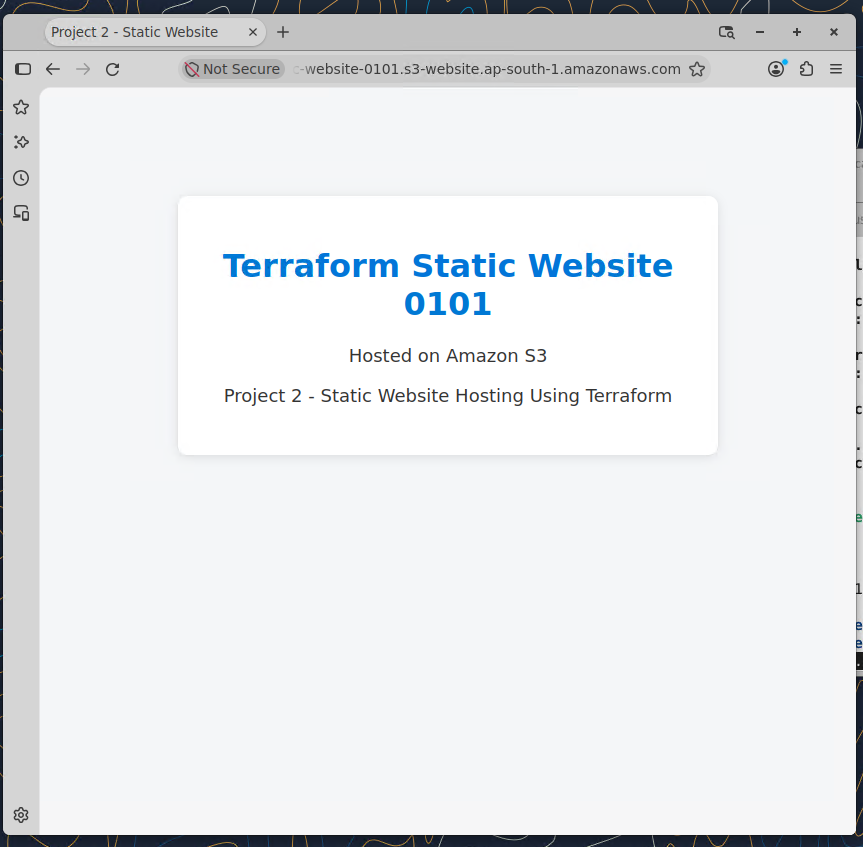 Project 2 - Static Website
Not Secure
c-website-0101.s3-website.ap-south-1.amazonaws.com
Terraform Static Website
0101
Hosted on Amazon S3
Project 2 - Static Website Hosting Using Terraform